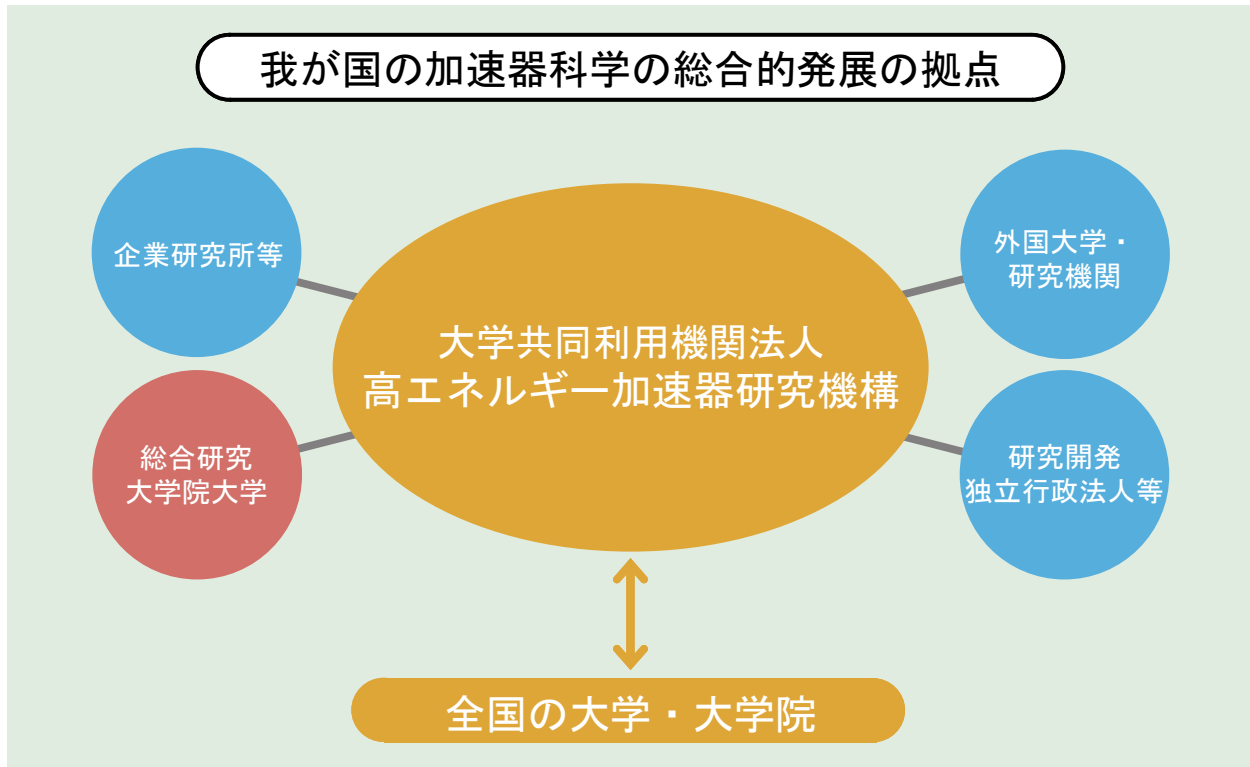 我が国の加速器科学の総合的発展の拠点
企業研究所等
外国大学・
研究機関
大学共同利用機関法人
高エネルギー加速器研究機構
総合研究
大学院大学
研究開発
独立行政法人等
全国の大学・大学院